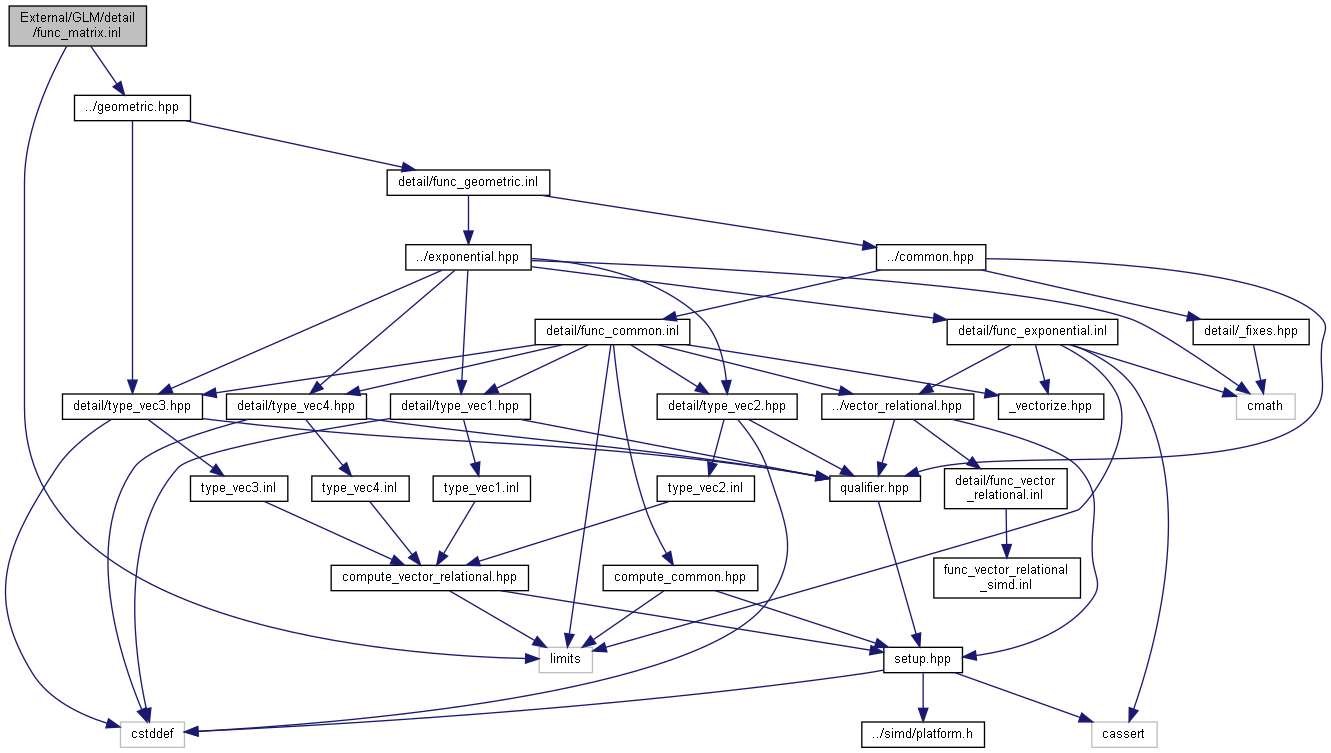 External/GLM/detail
/func_matrix.inl
../geometric.hpp
detail/func_geometric.inl
../exponential.hpp
../common.hpp
detail/func_common.inl
detail/func_exponential.inl
detail/_fixes.hpp
detail/type_vec3.hpp
detail/type_vec4.hpp
detail/type_vec1.hpp
detail/type_vec2.hpp
../vector_relational.hpp
_vectorize.hpp
cmath
type_vec3.inl
type_vec4.inl
type_vec1.inl
type_vec2.inl
qualifier.hpp
detail/func_vector
_relational.inl
compute_vector_relational.hpp
compute_common.hpp
func_vector_relational
_simd.inl
limits
setup.hpp
cstddef
../simd/platform.h
cassert